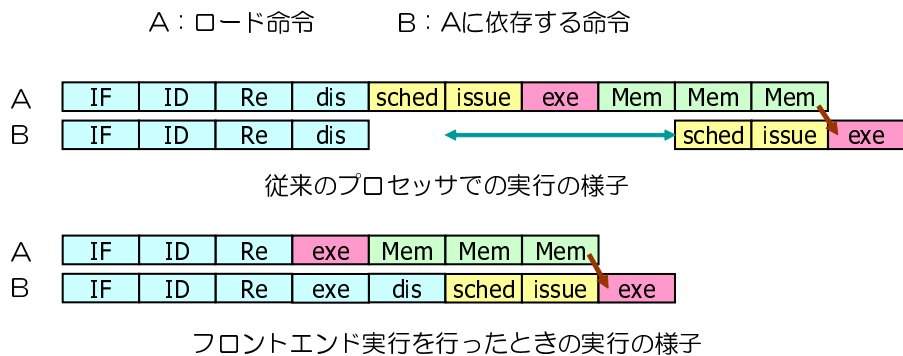 A：ロード命令 B：Aに依存する命令
A IF ID Re dis sched issue exe Mem Mem Mem
B IF ID Re dis sched issue exe
従来のプロセッサでの実行の様子
A IF ID Re exe Mem Mem Mem
B IF ID Re exe dis sched issue exe
フロントエンド実行を行ったときの実行の様子